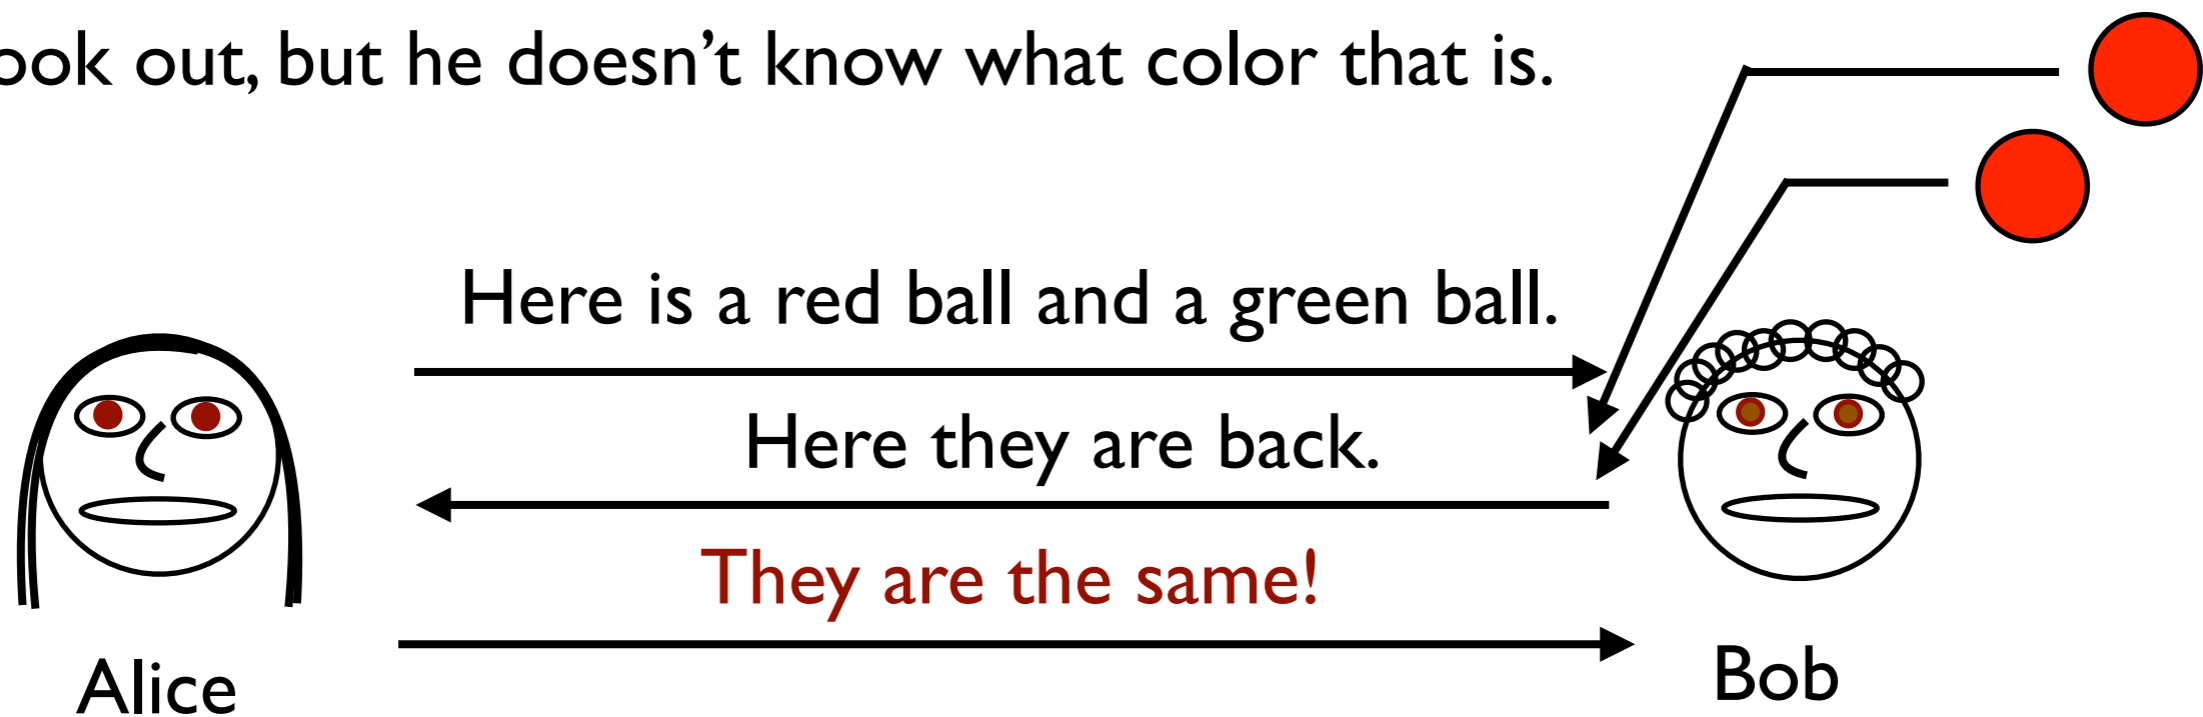 ook out, but he doesn’t know what color that is.
Here is a red ball and a green ball.
Here they are back.
They are the same!
Alice
Bob